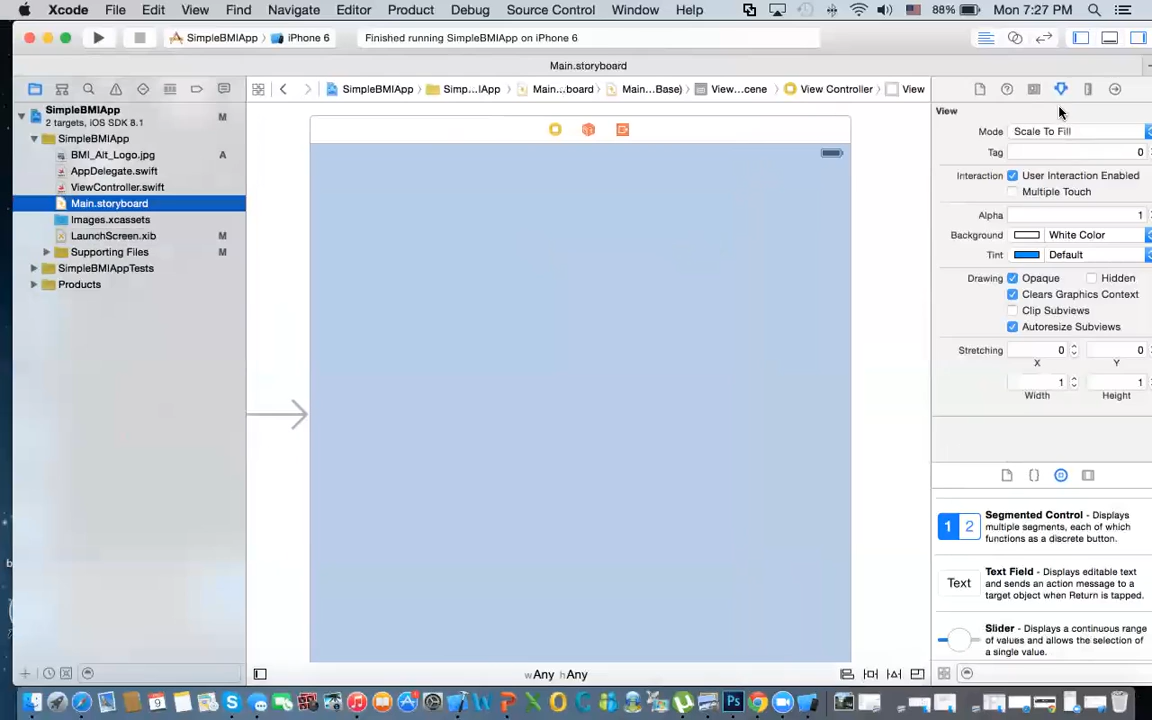 Xcode File Edit View Find Navigate Editor Product Debug Source Control Window Help 88% Mon 7:27 PM
SimpleBMIApp iPhone 6 Finished running SimpleBMIApp on iPhone 6
Main.storyboard
SimpleBMIApp Simp...lApp Main...board Main...Base) View...cene View Controller View
SimpleBMIApp M
2 targets, iOS SDK 8.1
SimpleBMIApp
BMI_Alt_Logo.jpg A
AppDelegate.swift
ViewController.swift
Main.storyboard
Images.xcassets
LaunchScreen.xib M
Supporting Files M
SimpleBMIAppTests
Products
wAny hAny
View
Mode Scale To Fill
Tag 0
Interaction User Interaction Enabled
Multiple Touch
Alpha 1
Background White Color
Tint Default
Drawing Opaque Hidden
Clears Graphics Context
Clip Subviews
Autoresize Subviews
Stretching 0 0
X Y
1 1
Width Height
1 2
Segmented Control - Displays
multiple segments, each of which
functions as a discrete button.
Text
Text Field - Displays editable text
and sends an action message to a
target object when Return is tapped.
Slider - Displays a continuous range
of values and allows the selection of
a single value.